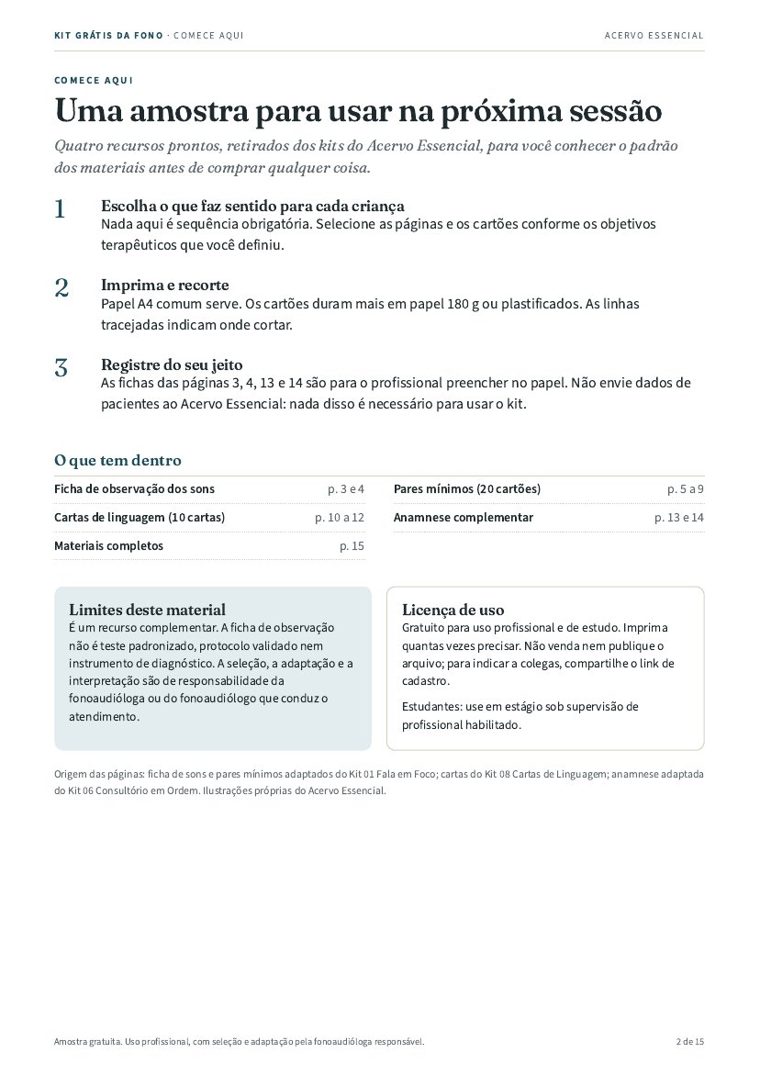 KIT GRÁTIS DA FONO · COMECE AQUI
ACERVO ESSENCIAL
COMECE AQUI
Uma amostra para usar na próxima sessão
Quatro recursos prontos, retirados dos kits do Acervo Essencial, para você conhecer o padrão
dos materiais antes de comprar qualquer coisa.
1
Escolha o que faz sentido para cada criança
Nada aqui é sequência obrigatória. Selecione as páginas e os cartões conforme os objetivos
terapêuticos que você definiu.
2
Imprima e recorte
Papel A4 comum serve. Os cartões duram mais em papel 180 g ou plastificados. As linhas
tracejadas indicam onde cortar.
3
Registre do seu jeito
As fichas das páginas 3, 4, 13 e 14 são para o profissional preencher no papel. Não envie dados de
pacientes ao Acervo Essencial: nada disso é necessário para usar o kit.
O que tem dentro
Ficha de observação dos sons p. 3 e 4
Cartas de linguagem (10 cartas) p. 10 a 12
Materiais completos p. 15
Pares mínimos (20 cartões) p. 5 a 9
Anamnese complementar p. 13 e 14
Limites deste material
É um recurso complementar. A ficha de observação
não é teste padronizado, protocolo validado nem
instrumento de diagnóstico. A seleção, a adaptação e a
interpretação são de responsabilidade da
fonoaudióloga ou do fonoaudiólogo que conduz o
atendimento.
Licença de uso
Gratuito para uso profissional e de estudo. Imprima
quantas vezes precisar. Não venda nem publique o
arquivo; para indicar a colegas, compartilhe o link de
cadastro.
Estudantes: use em estágio sob supervisão de
profissional habilitado.
Origem das páginas: ficha de sons e pares mínimos adaptados do Kit 01 Fala em Foco; cartas do Kit 08 Cartas de Linguagem; anamnese adaptada
do Kit 06 Consultório em Ordem. Ilustrações próprias do Acervo Essencial.
Amostra gratuita. Uso profissional, com seleção e adaptação pela fonoaudióloga responsável.
2 de 15